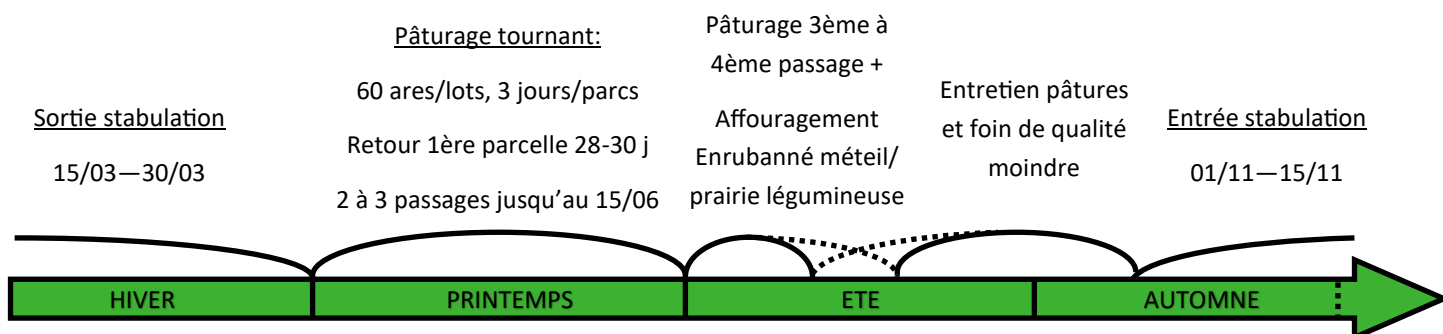 Sortie stabulation
15/03—30/03
Pâturage tournant:
60 ares/lots, 3 jours/parcs
Retour 1ère parcelle 28-30 j
2 à 3 passages jusqu'au 15/06
Pâturage 3ème à
4ème passage +
Affouragement
Enrubanné méteil/
prairie légumineuse
Entretien pâtures
et foin de qualité
moindre
Entrée stabulation
01/11—15/11
HIVER
PRINTEMPS
ETE
AUTOMNE